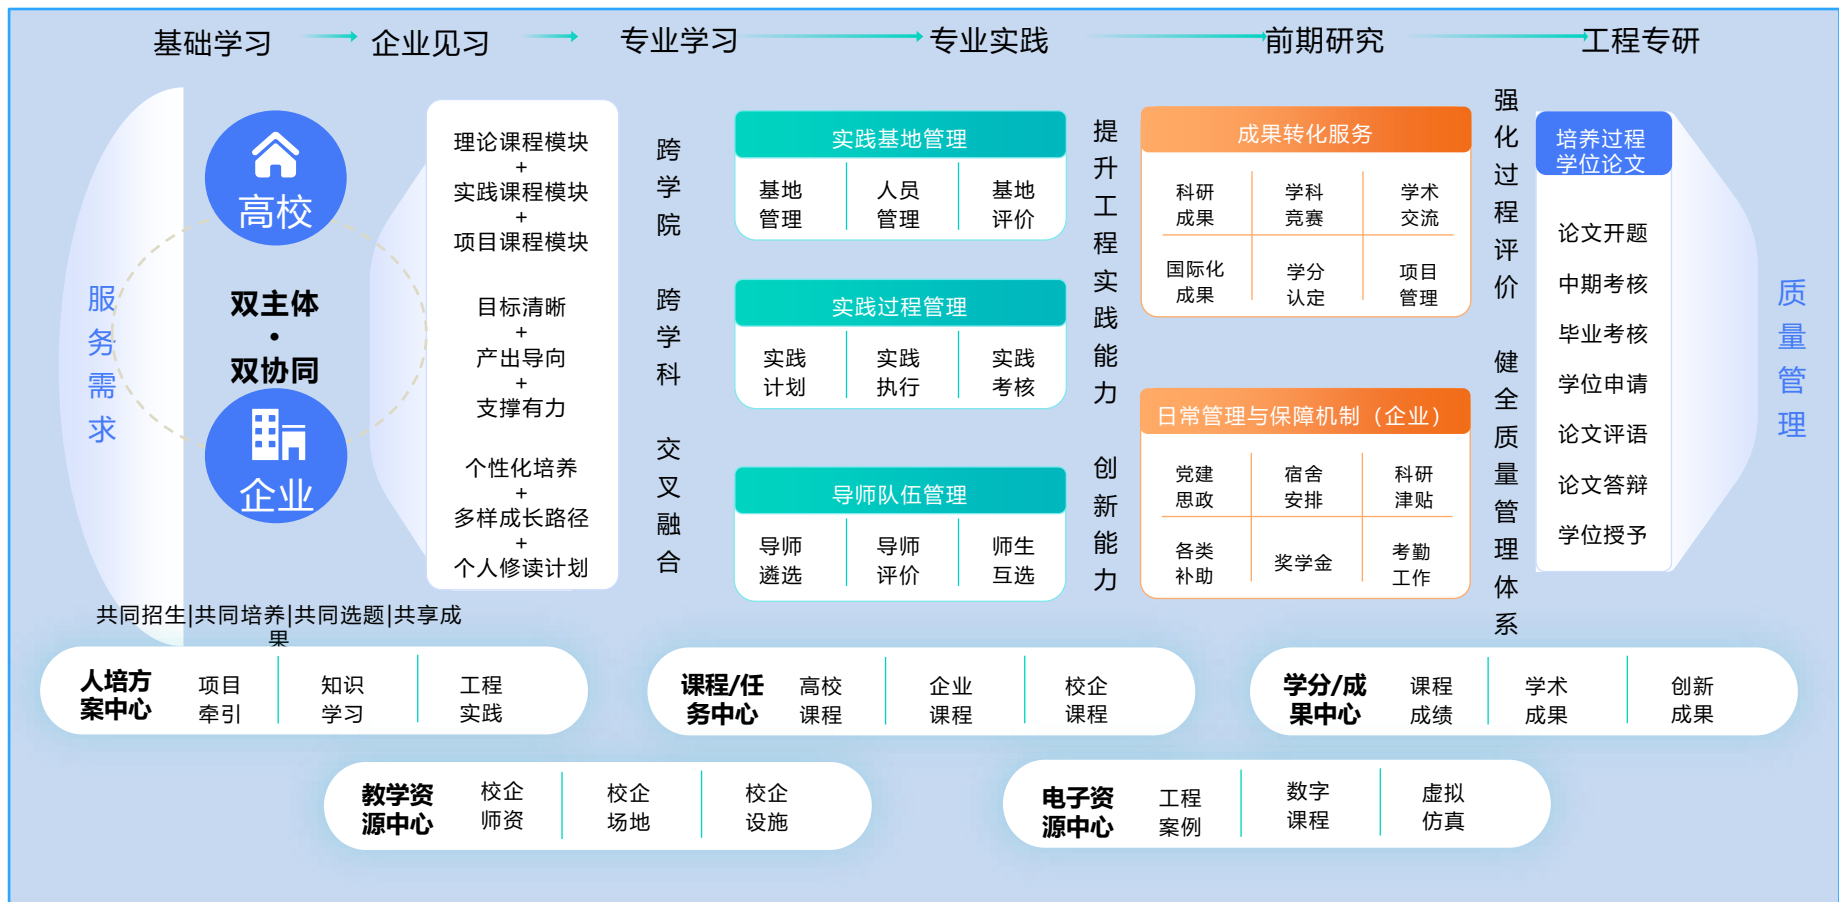 基础学习
企业见习
专业学习
专业实践
前期研究
工程专研
服务需求
高校
双主体
·
双协同
企业
共同招生|共同培养|共同选题|共享成
果
理论课程模块
+
实践课程模块
+
项目课程模块
目标清晰
+
产出导向
+
支撑有力
个性化培养
+
多样成长路径
+
个人修读计划
跨学院
跨学科
交叉融合
实践基地管理
基地
管理
人员
管理
基地
评价
实践过程管理
实践
计划
实践
执行
实践
考核
导师队伍管理
导师
遴选
导师
评价
师生
互选
提升工程实践能力
创新能力
成果转化服务
科研
成果
学科
竞赛
学术
交流
国际化
成果
学分
认定
项目
管理
日常管理与保障机制（企业）
党建
思政
宿舍
安排
科研
津贴
各类
补助
奖学金
考勤
工作
强化过程评价
健全质量管理体系
培养过程
学位论文
论文开题
中期考核
毕业考核
学位申请
论文评语
论文答辩
学位授予
质量管理
人培方
案中心
项目
牵引
知识
学习
工程
实践
课程/任
务中心
高校
课程
企业
课程
校企
课程
学分/成
果中心
课程
成绩
学术
成果
创新
成果
教学资
源中心
校企
师资
校企
场地
校企
设施
电子资
源中心
工程
案例
数字
课程
虚拟
仿真